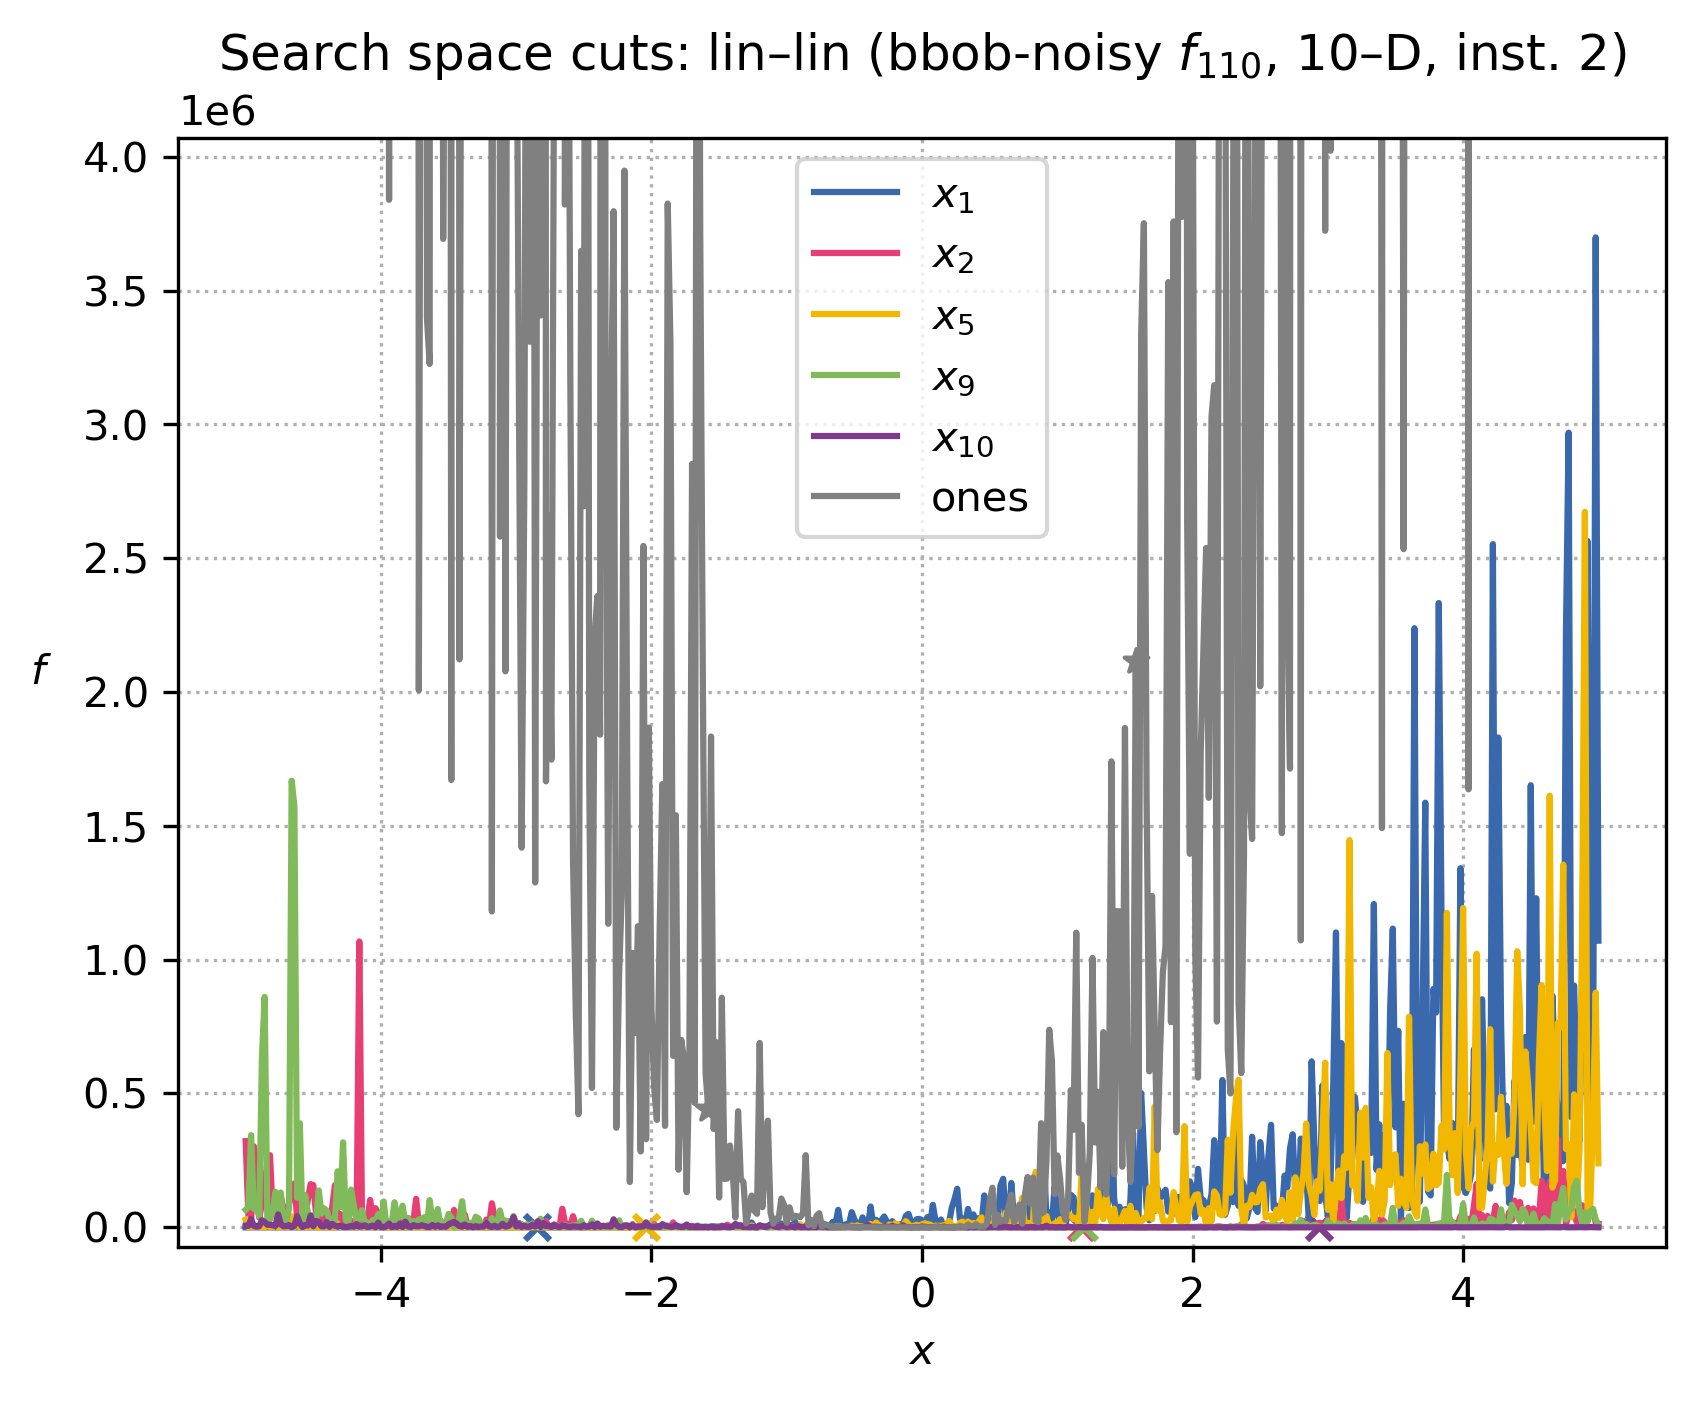 Search space cuts: lin–lin (bbob-noisy f₁₁₀, 10–D, inst. 2)
1e6
4.0
3.5
3.0
2.5
2.0
1.5
1.0
0.5
0.0
f
x₁
x₂
x₅
x₉
x₁₀
ones
−4 −2 0 2 4
x